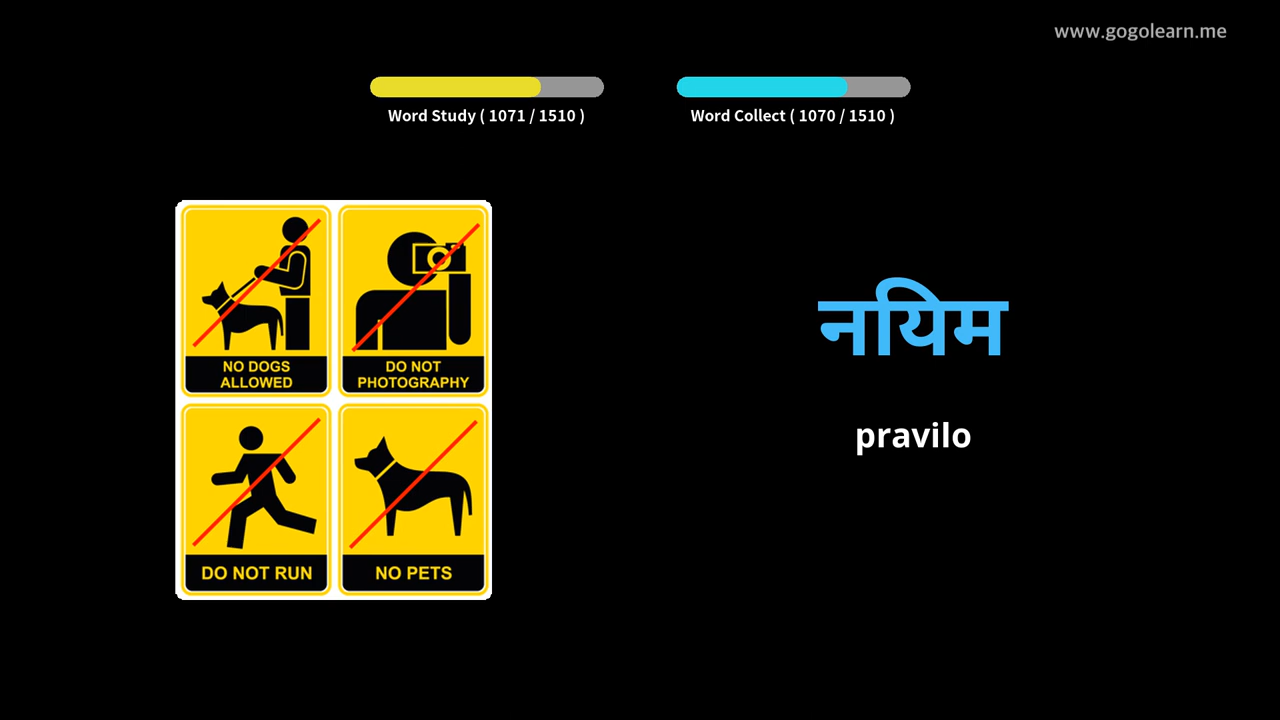 www.gogolearn.me
Word Study ( 1071 / 1510 )
Word Collect ( 1070 / 1510 )
NO DOGS
ALLOWED
DO NOT
PHOTOGRAPHY
DO NOT RUN
NO PETS
नयिम
pravilo